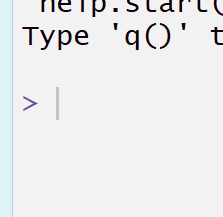 help.start(
Type 'q()' t
>